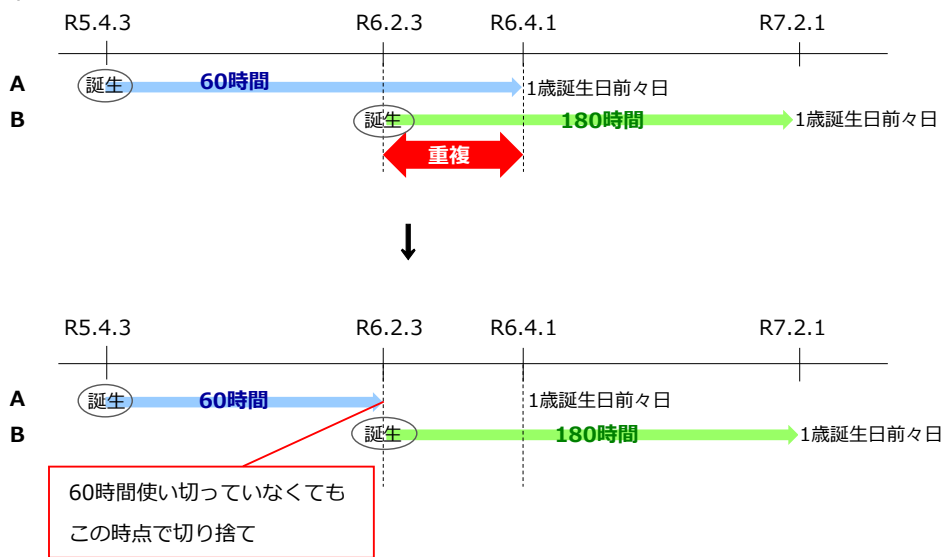 R5.4.3 R6.2.3 R6.4.1 R7.2.1
A 誕生 60時間 1歳誕生日前々日
B 誕生 180時間 1歳誕生日前々日
重複
↓
R5.4.3 R6.2.3 R6.4.1 R7.2.1
A 誕生 60時間 1歳誕生日前々日
B 誕生 180時間 1歳誕生日前々日
60時間使い切っていなくても
この時点で切り捨て